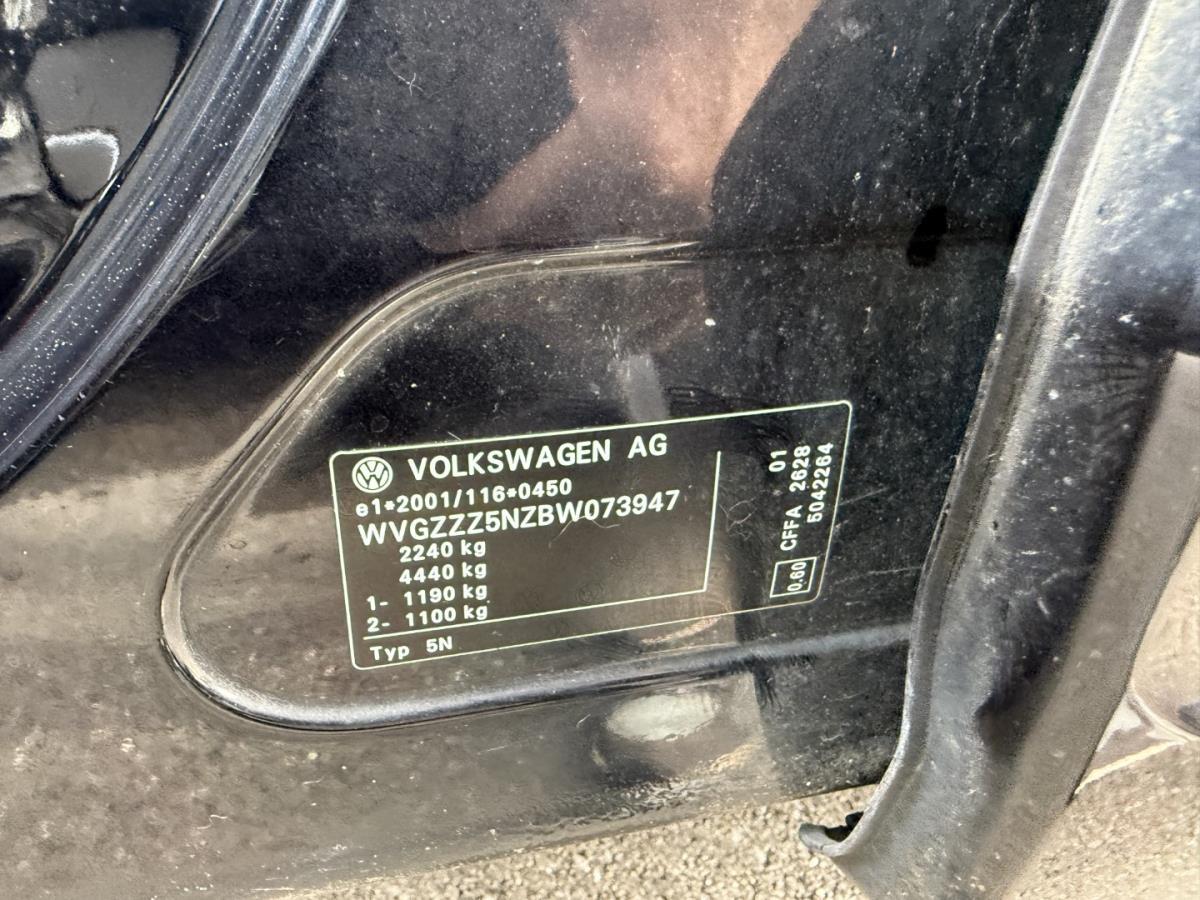 VOLKSWAGEN AG
e1*2001/116*0450
WVGZZZ5NZBW073947
2240 kg
4440 kg
1- 1190 kg
2- 1100 kg
Typ 5N
01
CFFA 2628
5042264
0.60